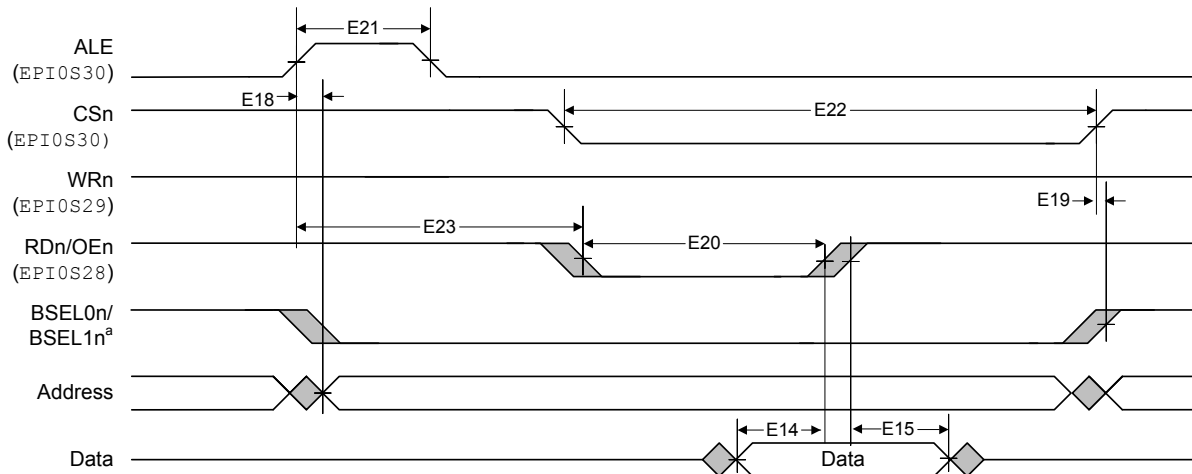 E21
ALE
(EPI0S30)
E18
CSn
E22
(EPI0S30)
WRn
(EPI0S29)
E19
E23
RDn/OEn
E20
(EPI0S28)
BSEL0n/
BSEL1nª
Address
E14
E15
Data
Data